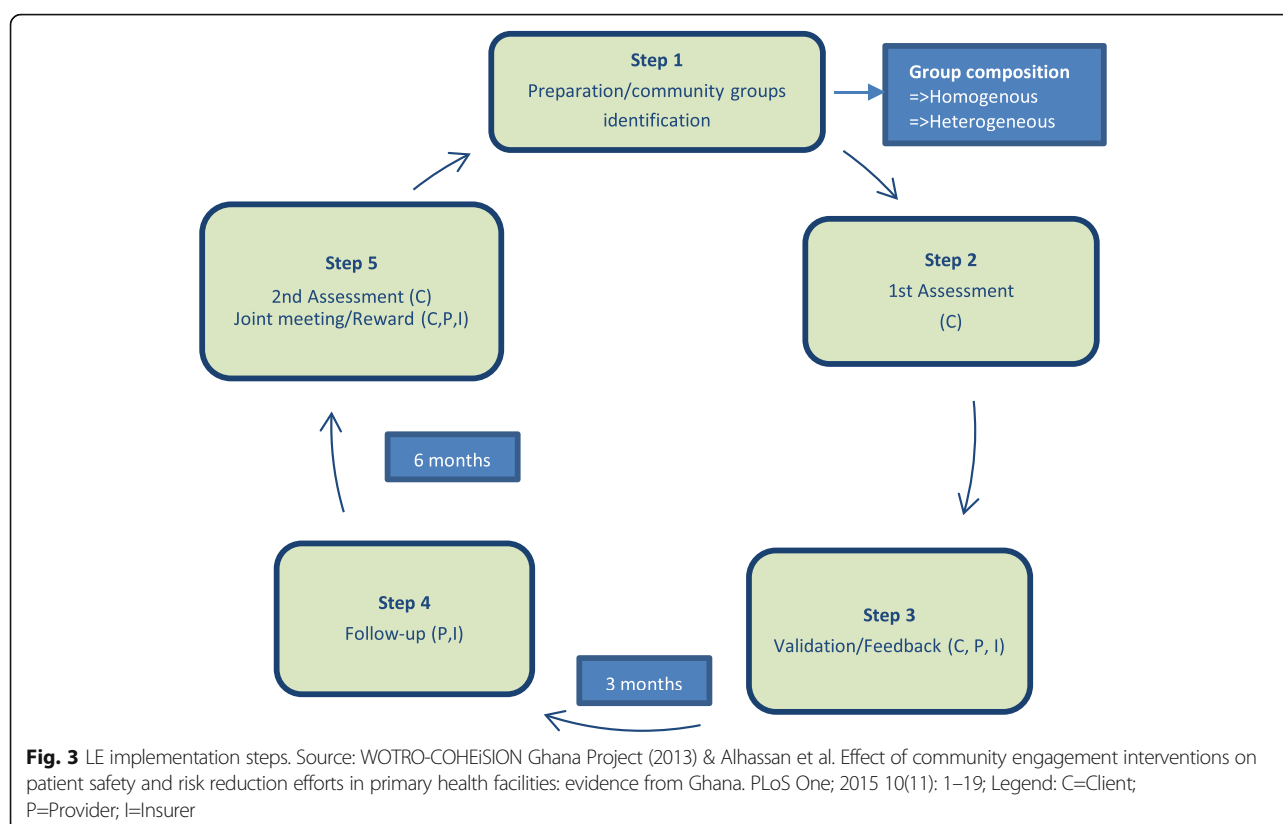 Step 1
Preparation/community groups
identification
Group composition
=>Homogenous
=>Heterogeneous
Step 2
1st Assessment
(C)
Step 3
Validation/Feedback (C, P, I)
3 months
Step 4
Follow-up (P,I)
6 months
Step 5
2nd Assessment (C)
Joint meeting/Reward (C,P,I)
Fig. 3 LE implementation steps. Source: WOTRO-COHEiSION Ghana Project (2013) & Alhassan et al. Effect of community engagement interventions on
patient safety and risk reduction efforts in primary health facilities: evidence from Ghana. PLoS One; 2015 10(11): 1–19; Legend: C=Client;
P=Provider; I=Insurer